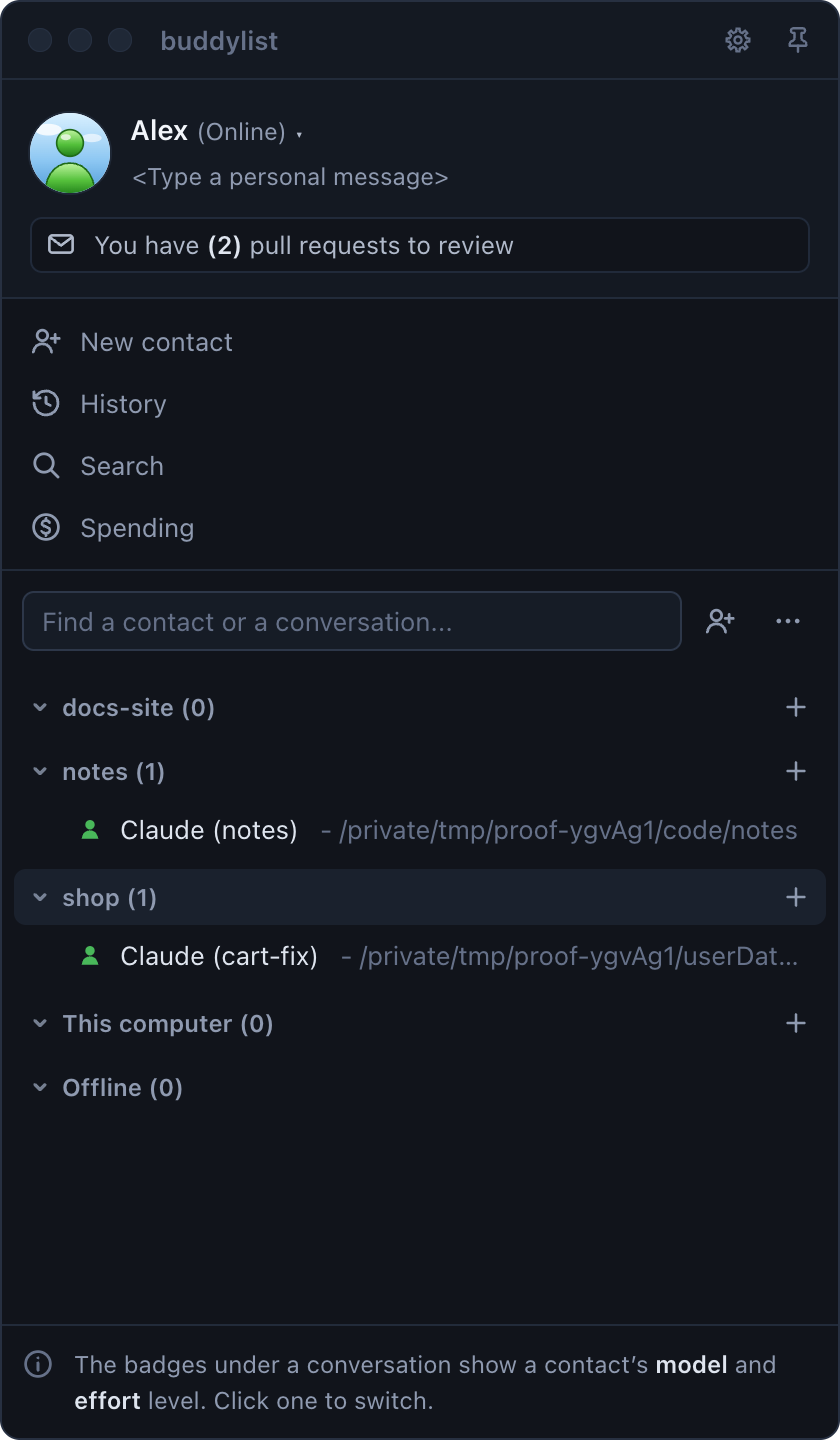 buddylist
Alex (Online)
<Type a personal message>
You have (2) pull requests to review
New contact
History
Search
Spending
Find a contact or a conversation...
docs-site (0)
notes (1)
Claude (notes) - /private/tmp/proof-ygvAg1/code/notes
shop (1)
Claude (cart-fix) - /private/tmp/proof-ygvAg1/userDat...
This computer (0)
Offline (0)
The badges under a conversation show a contact’s model and
effort level. Click one to switch.